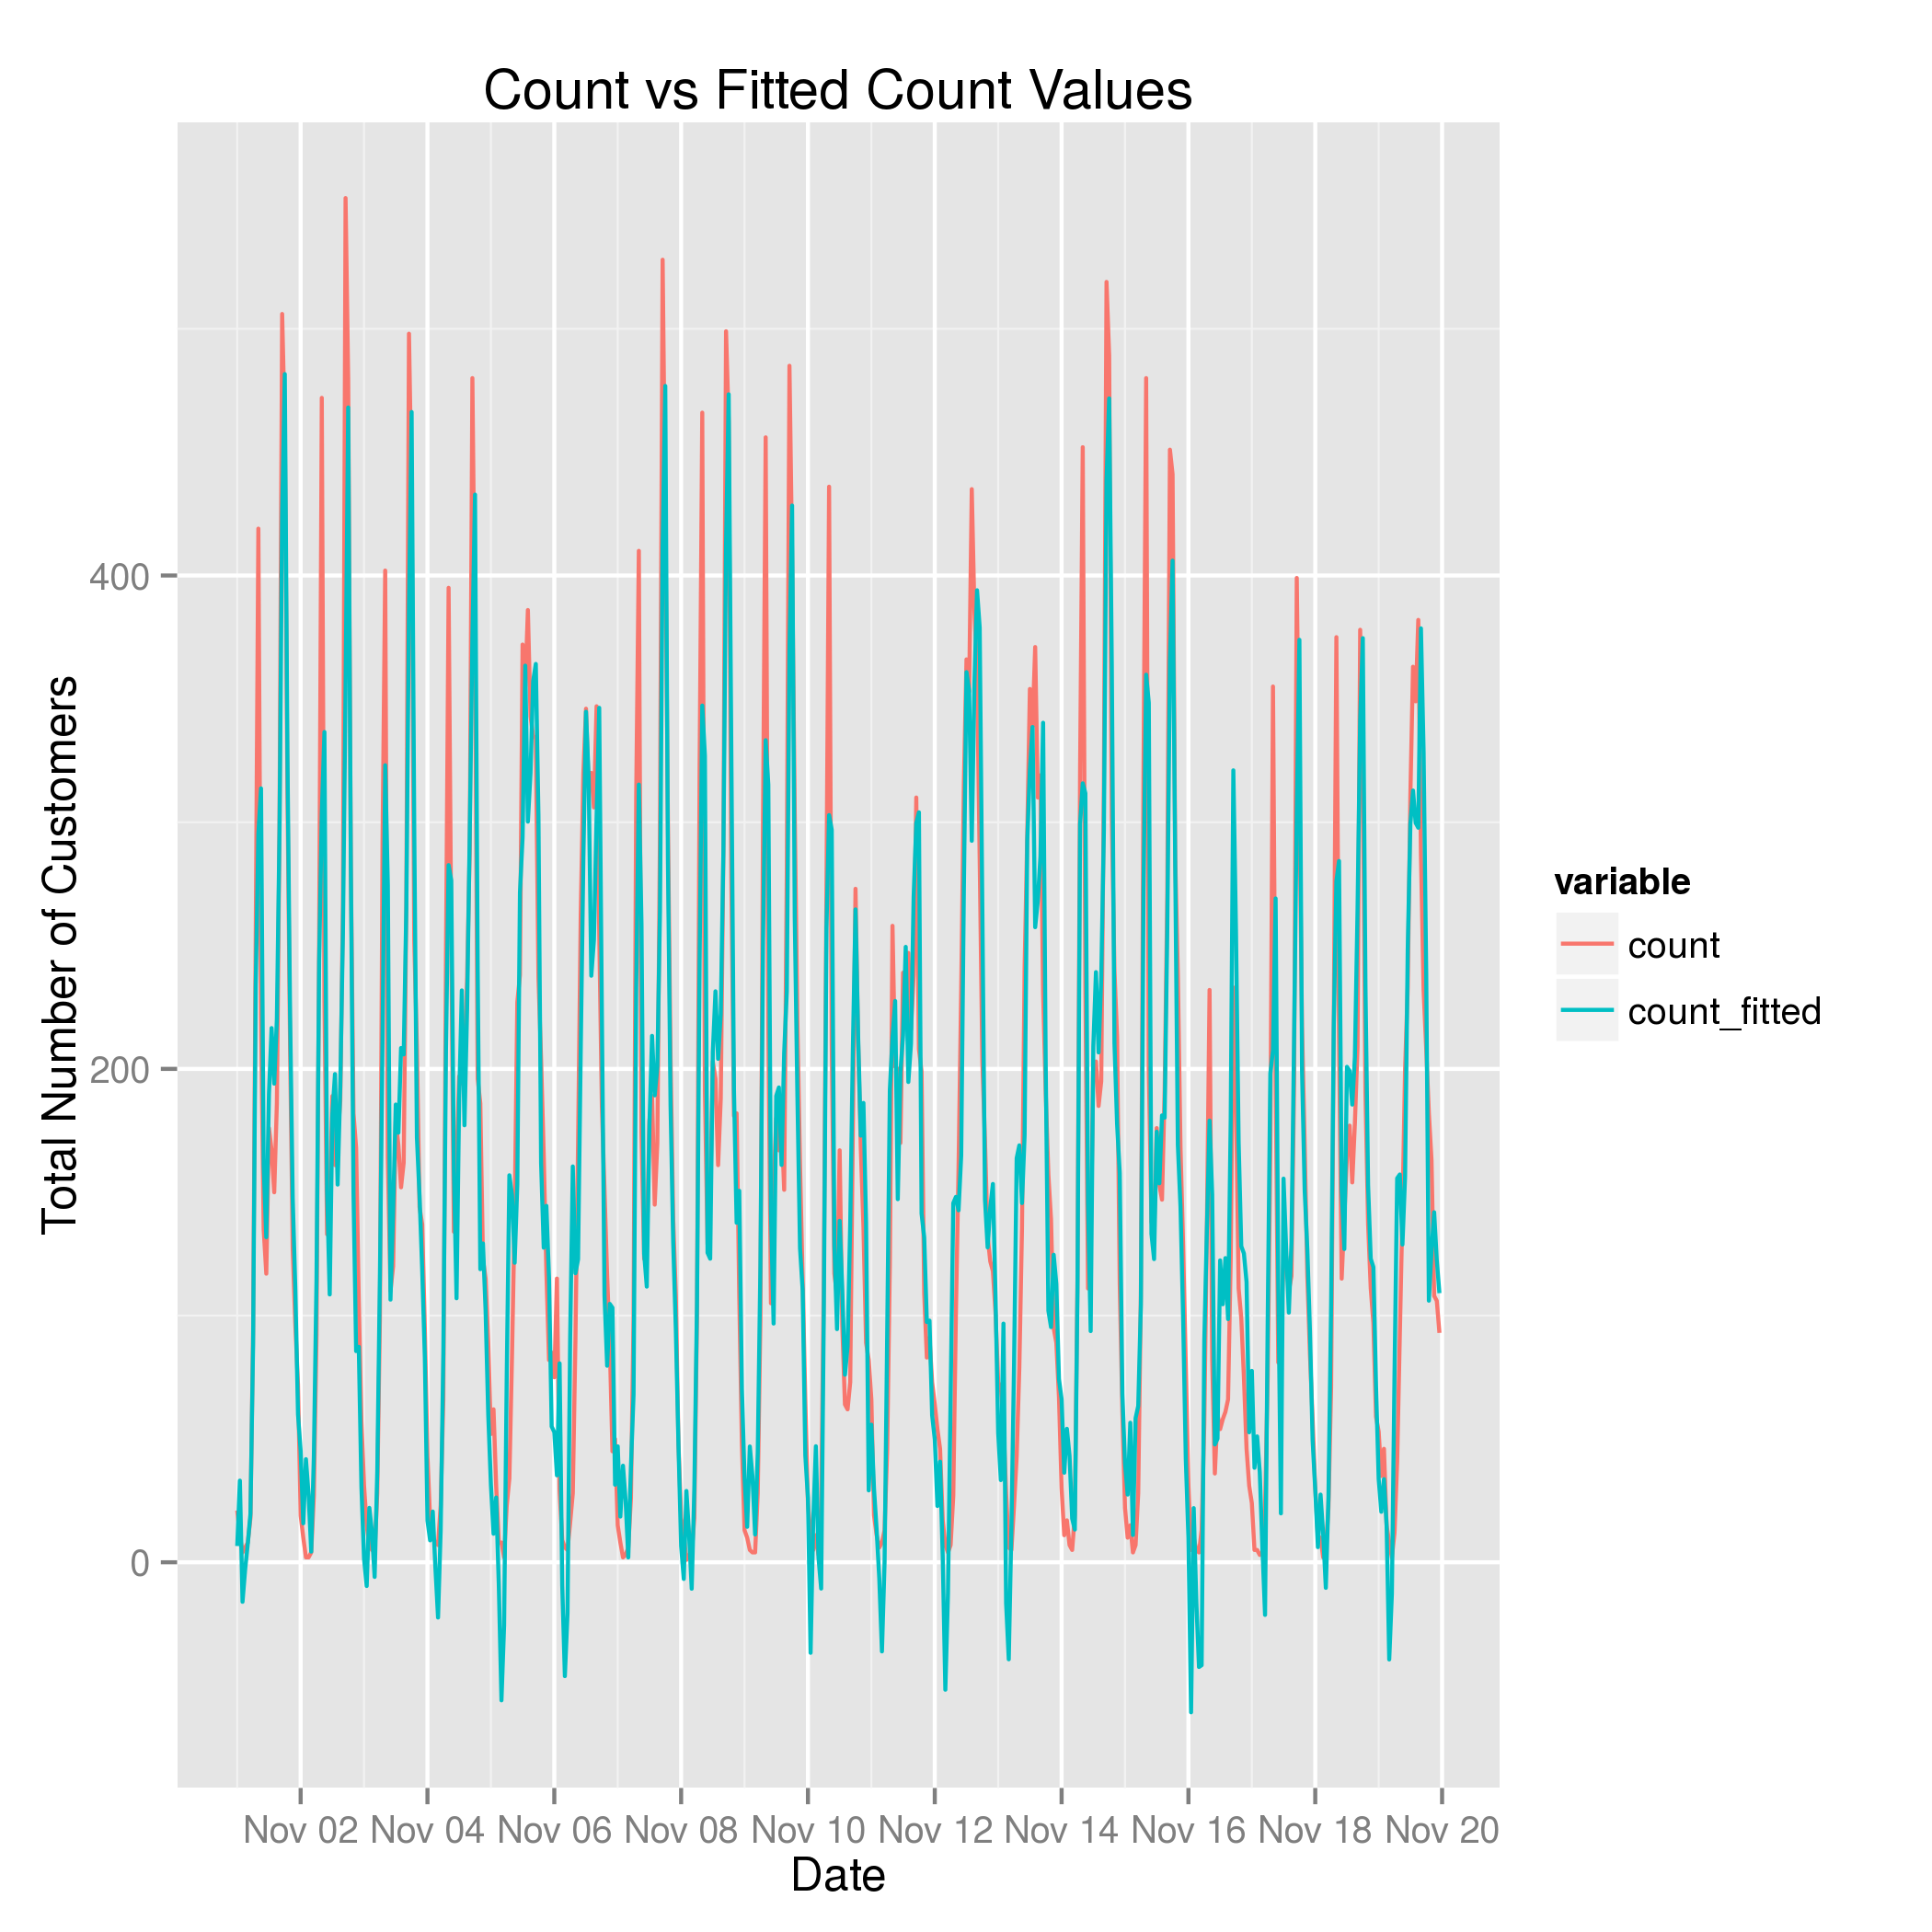 Count vs Fitted Count Values
Total Number of Customers
400
200
0
Nov 02 Nov 04 Nov 06 Nov 08 Nov 10 Nov 12 Nov 14 Nov 16 Nov 18 Nov 20
Date
variable
count
count_fitted